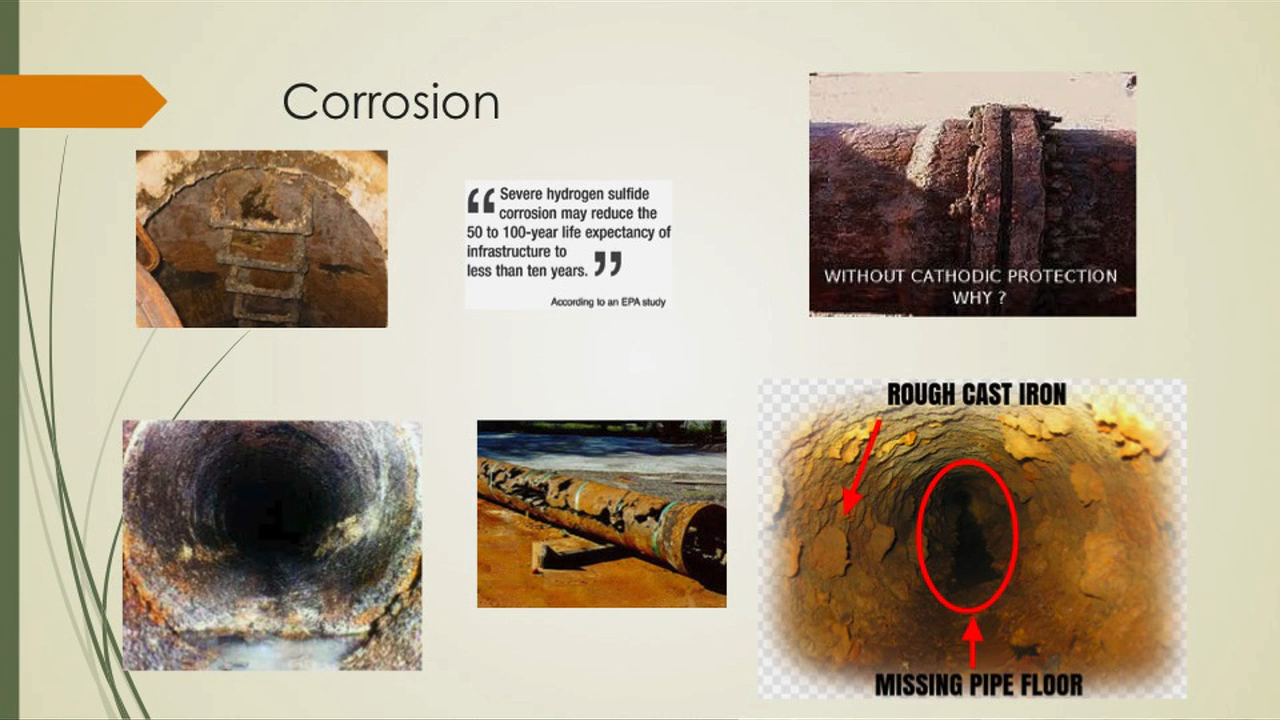 Corrosion
“ Severe hydrogen sulfide
corrosion may reduce the
50 to 100-year life expectancy of
infrastructure to
less than ten years. ”
According to an EPA study
WITHOUT CATHODIC PROTECTION
WHY ?
ROUGH CAST IRON
MISSING PIPE FLOOR